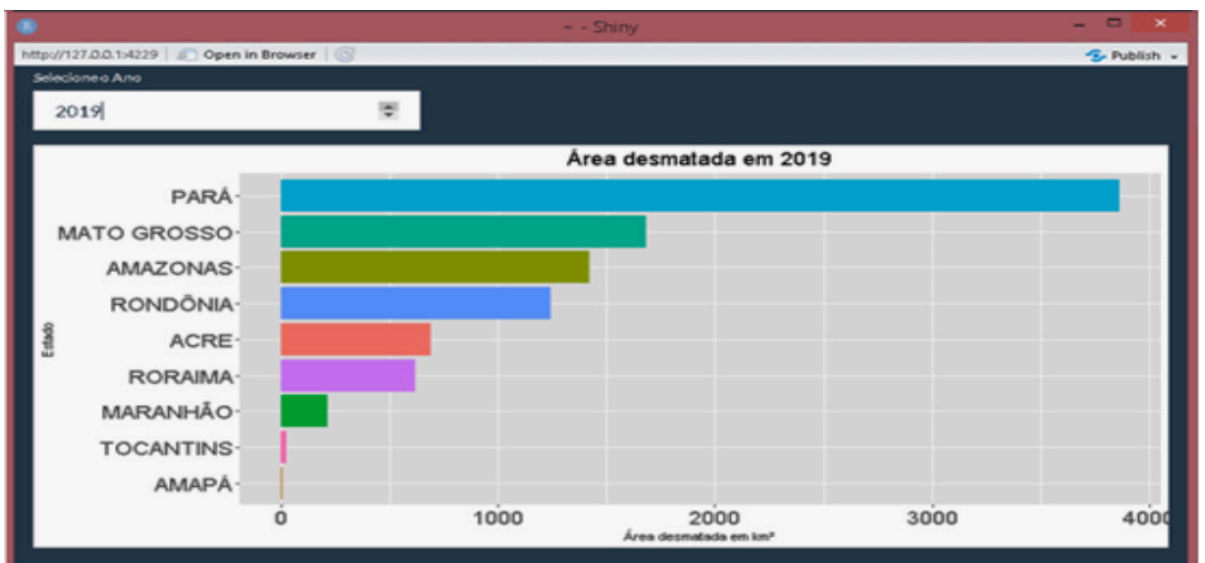 ~ - Shiny
http://127.0.0.1:4229 Open in Browser Publish
Selecione o Ano
2019
Área desmatada em 2019
PARÁ
MATO GROSSO
AMAZONAS
RONDÔNIA
ACRE
RORAIMA
MARANHÃO
TOCANTINS
AMAPÁ
Estado
0 1000 2000 3000 4000
Área desmatada em km²